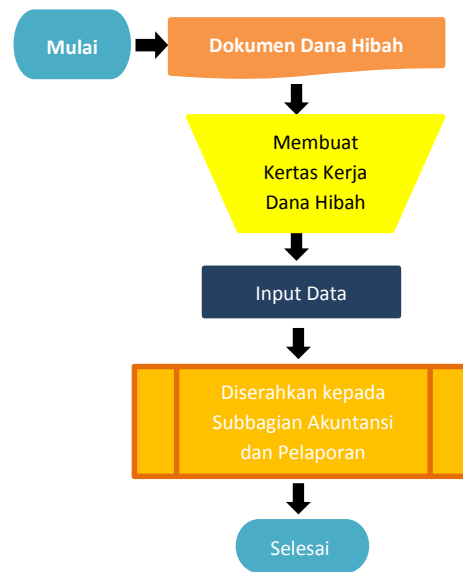 Mulai
Dokumen Dana Hibah
Membuat
Kertas Kerja
Dana Hibah
Input Data
Diserahkan kepada
Subbagian Akuntansi
dan Pelaporan
Selesai